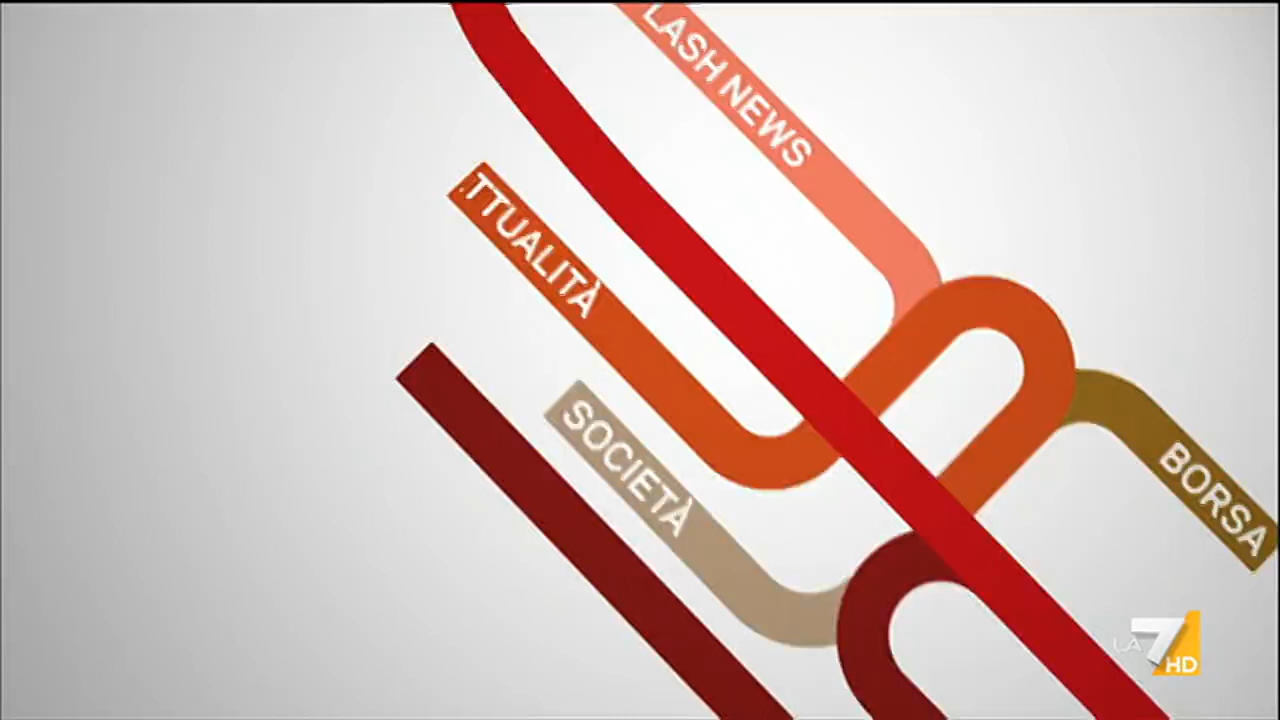 LASH NEWS
.TTUALITÀ
SOCIETÀ
BORSA
LA7
HD